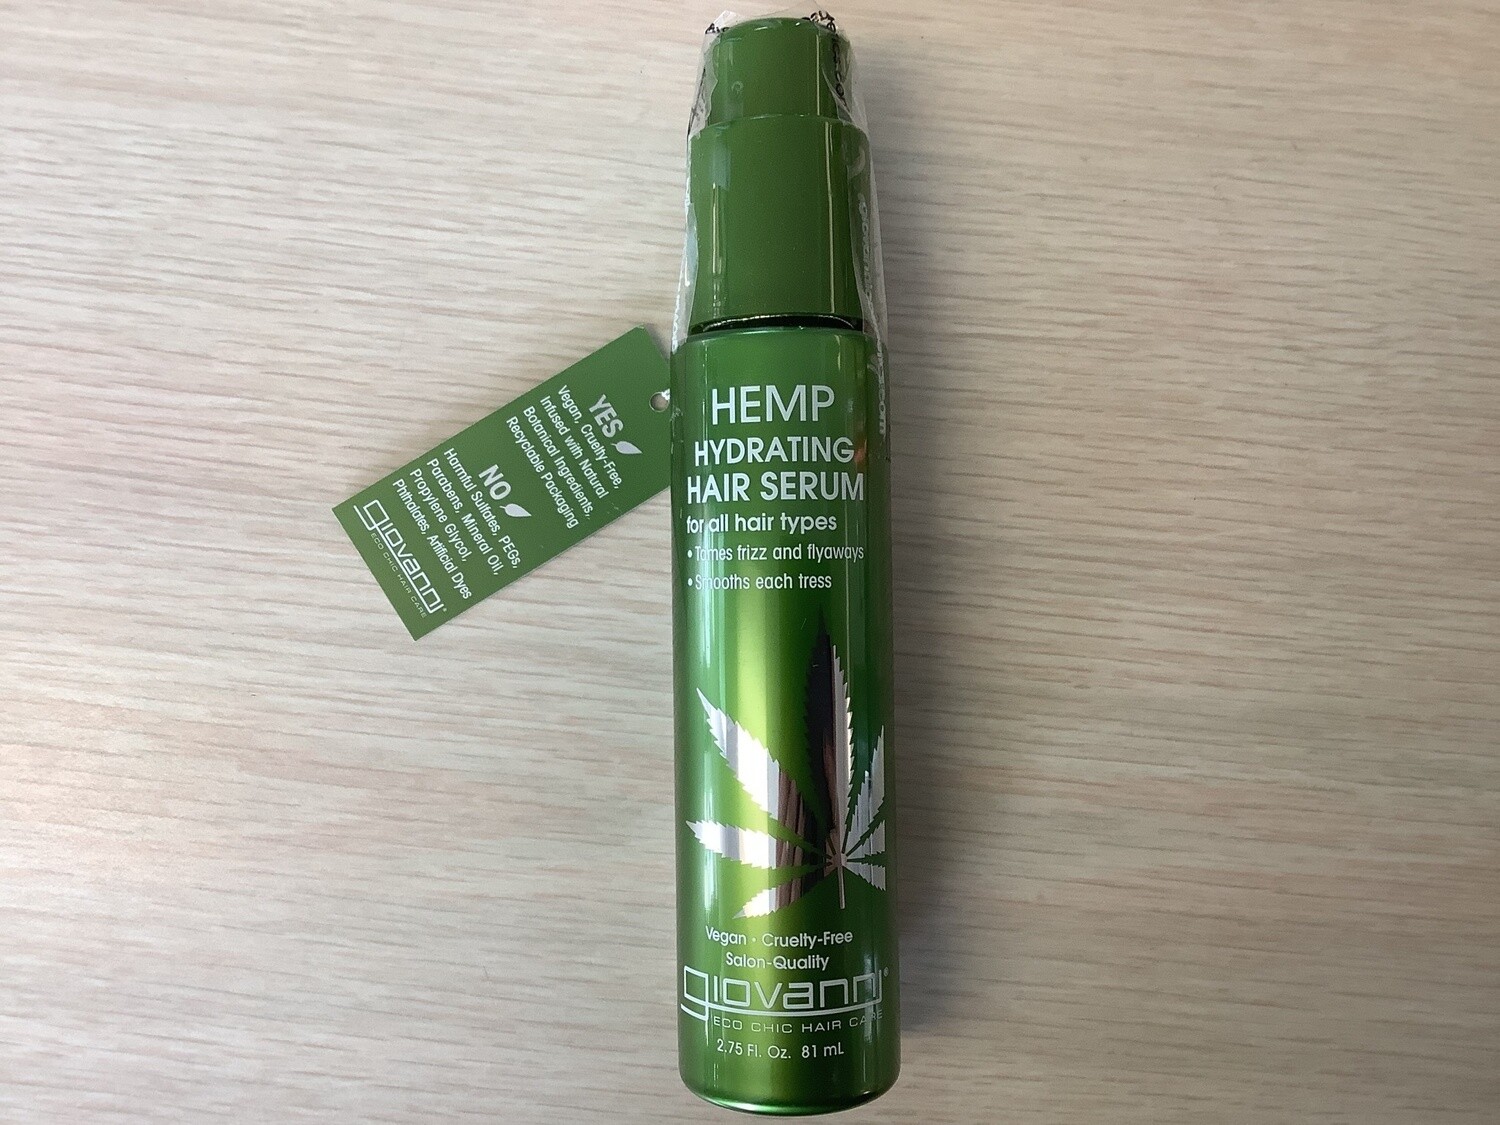 HEMP
HYDRATING
HAIR SERUM
for all hair types
• Tames frizz and flyaways
• Smooths each tress
Vegan • Cruelty-Free
Salon-Quality
giovanni®
ECO CHIC HAIR CARE
2.75 Fl. Oz. 81 mL
YES
Vegan, Cruelty-Free,
Infused with Natural
Botanical Ingredients,
Recyclable Packaging
NO
Harmful Sulfates, PEGs,
Parabens, Mineral Oil,
Propylene Glycol,
Phthalates, Artificial Dyes
giovanni®
ECO CHIC HAIR CARE